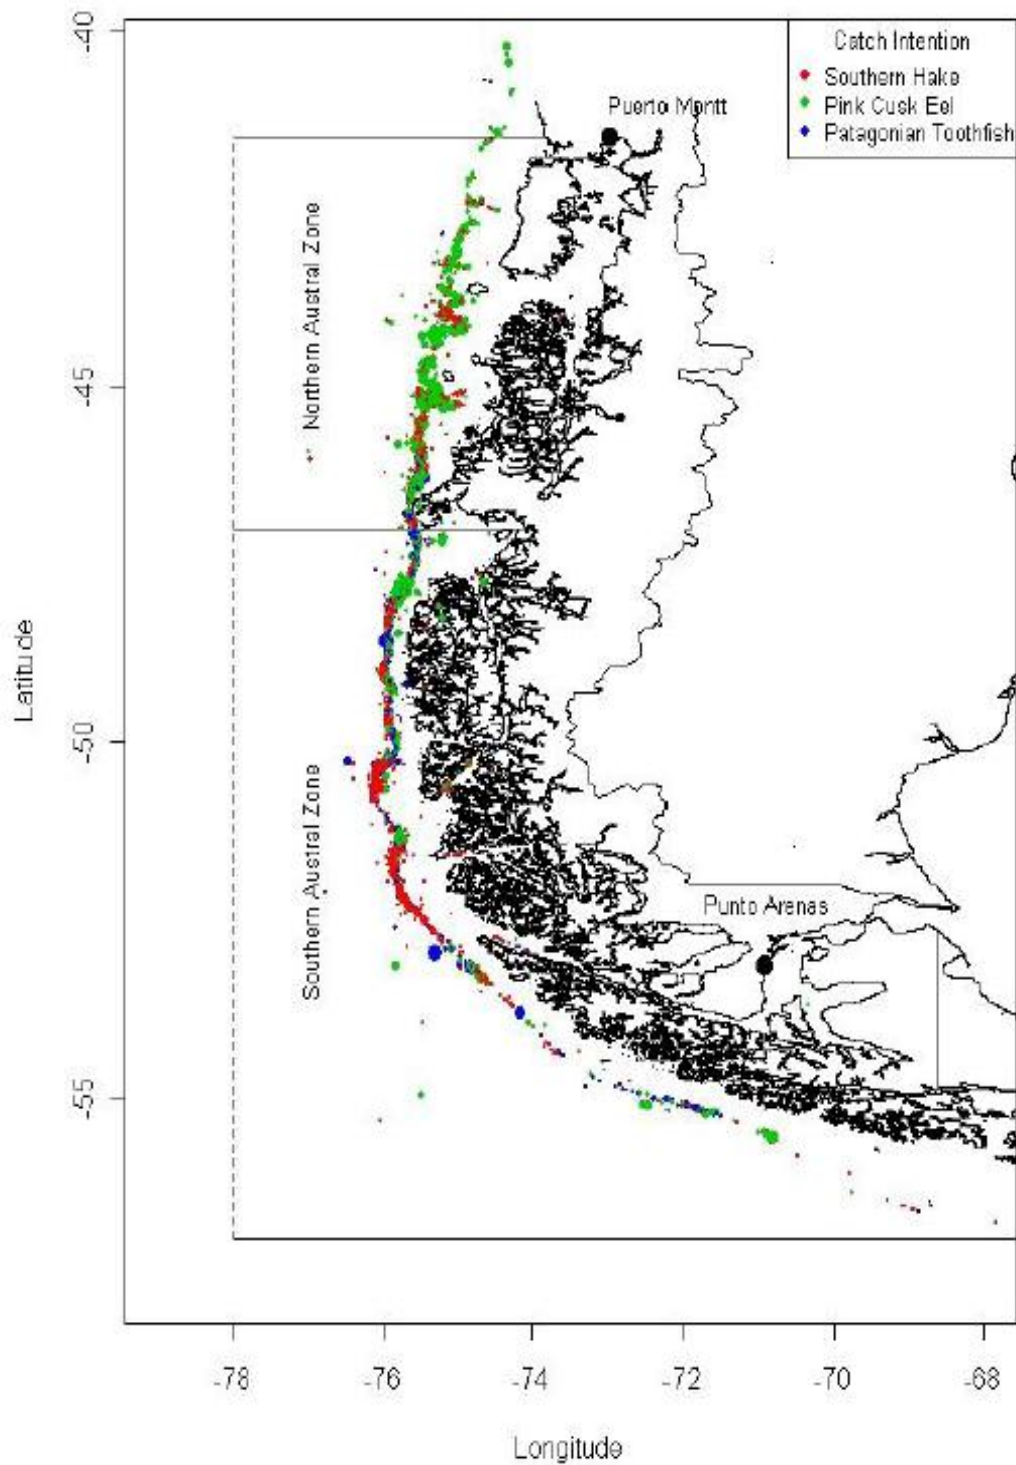 Catch Intention
Southern Hake
Pink Cusk Eel
Patagonian Toothfish
Puerto Montt
Northern Austral Zone
Southern Austral Zone
Punto Arenas
Latitude
-40
-45
-50
-55
-78
-76
-74
-72
-70
-68
Longitude